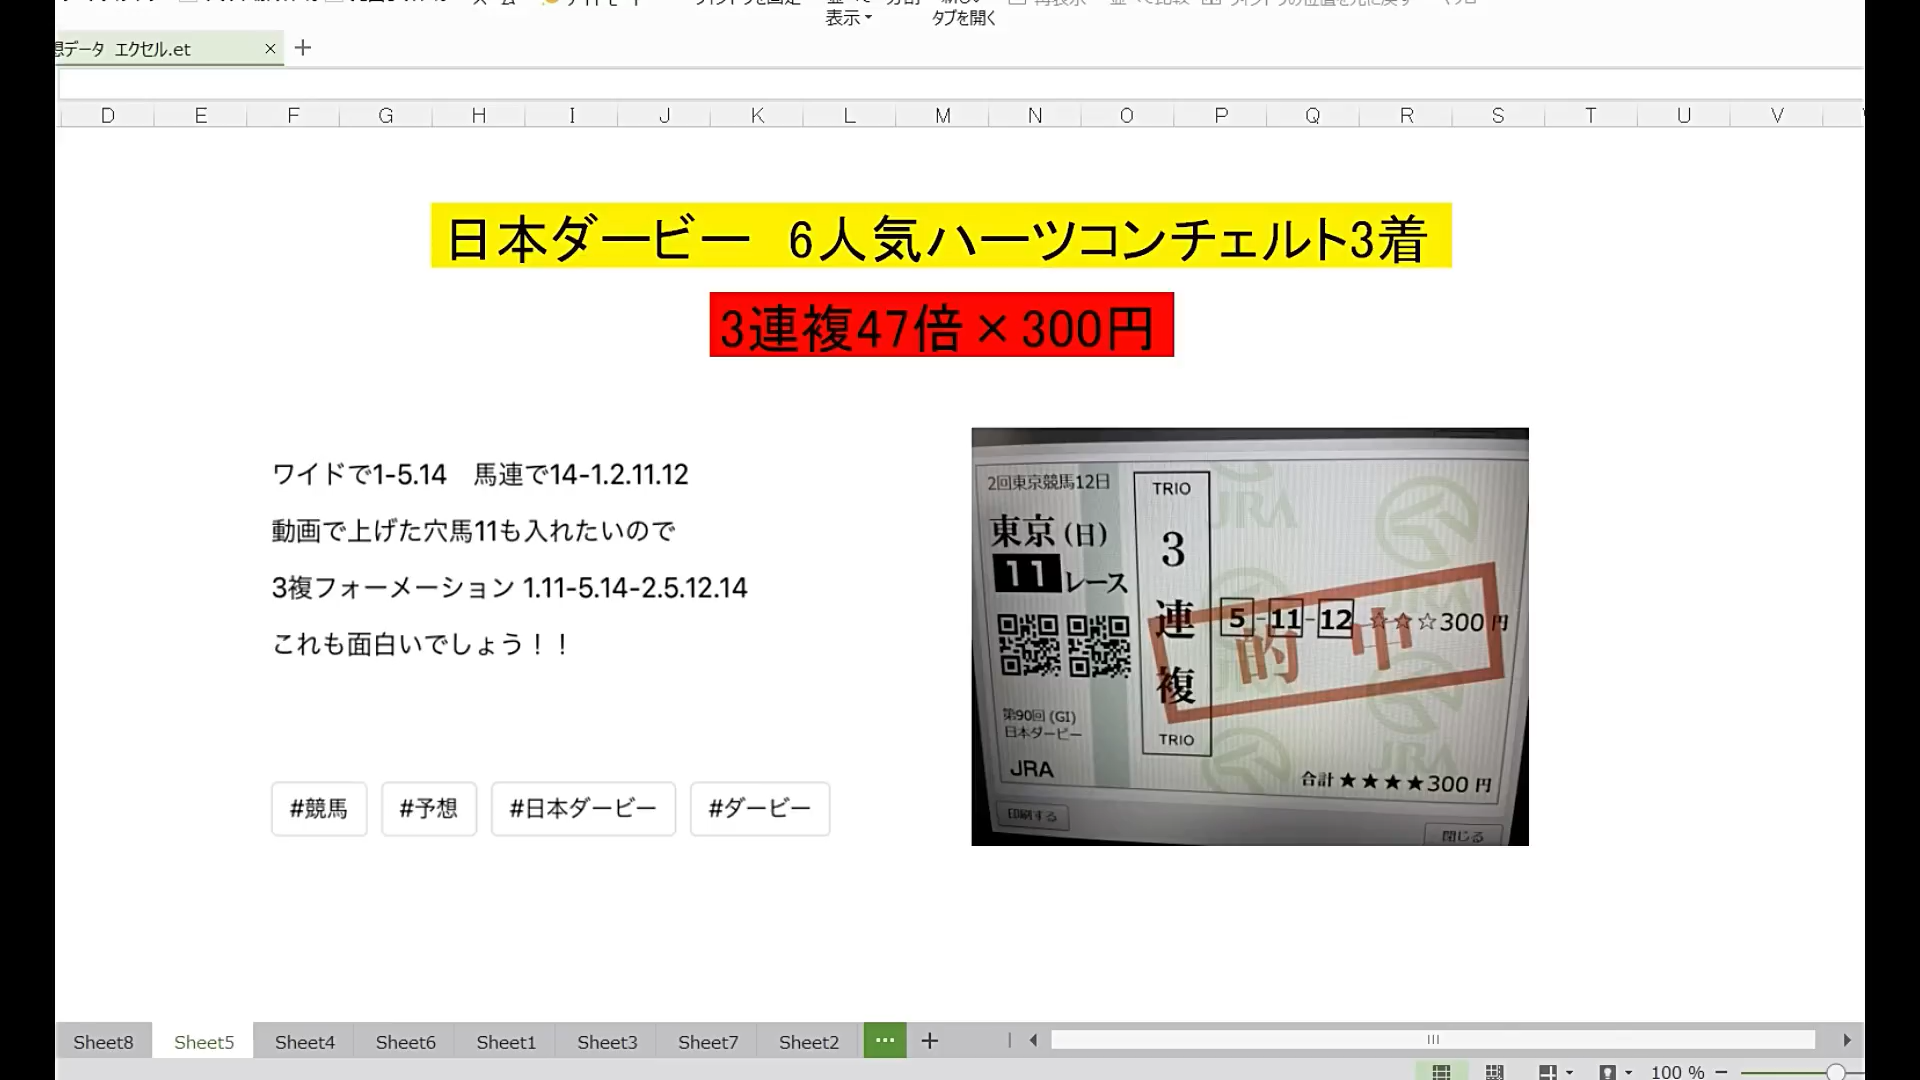 表示
タブを開く
データ エクセル.et
D E F G H I J K L M N O P Q R S T U V
日本ダービー 6人気ハーツコンチェルト3着
3連複47倍×300円
ワイドで1-5.14 馬連で14-1.2.11.12
動画で上げた穴馬11も入れたいので
3複フォーメーション 1.11-5.14-2.5.12.14
これも面白いでしょう！！
#競馬 #予想 #日本ダービー #ダービー
2回東京競馬12日
東京(日)
11レース
第90回(GI)
日本ダービー
JRA
TRIO
3連複
TRIO
5-11-12 ☆☆☆300円
的中
合計★★★★300円
印刷する
閉じる
Sheet8 Sheet5 Sheet4 Sheet6 Sheet1 Sheet3 Sheet7 Sheet2 ...
100 %